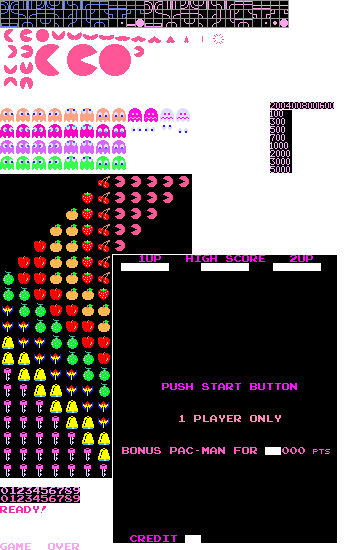 2004008001600
100
300
500
700
1000
2000
3000
5000
1UP HIGH SCORE 2UP
PUSH START BUTTON
1 PLAYER ONLY
BONUS PAC-MAN FOR 000 PTS
CREDIT
0123456789
0123456789
READY!
GAME OVER